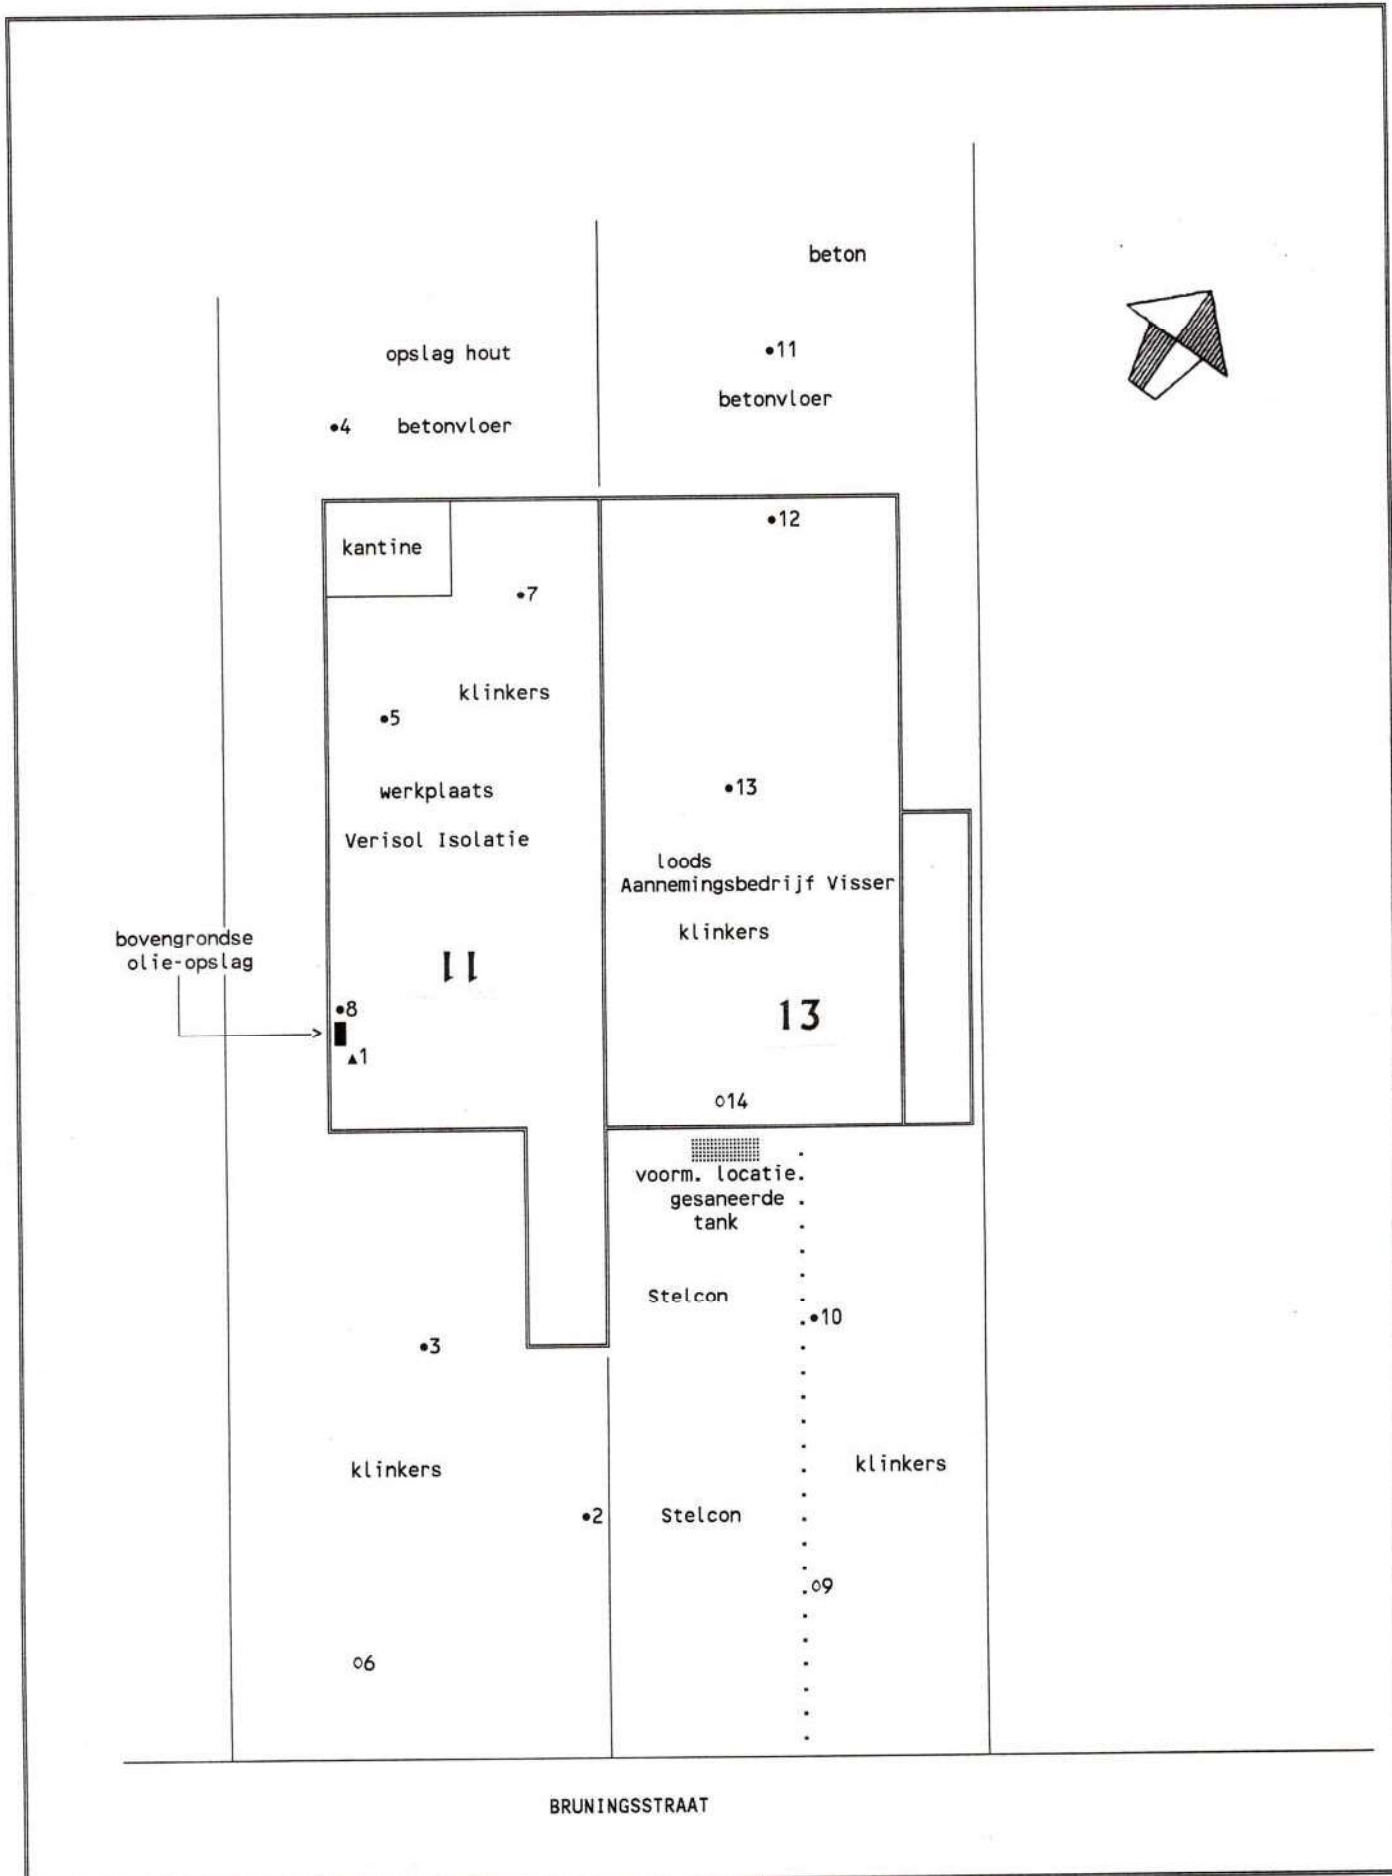 beton
opslag hout
•11
betonvloer
•4 betonvloer
•12
kantine
•7
klinkers
•5
•13
werkplaats
Verisol Isolatie
loods
Aannemingsbedrijf Visser
klinkers
bovengrondse
olie-opslag
11
•8
13
▲1
o14
voorm. locatie
gesaneerde
tank
Stelcon
•10
•3
klinkers
klinkers
•2
Stelcon
o9
o6
BRUNINGSSTRAAT